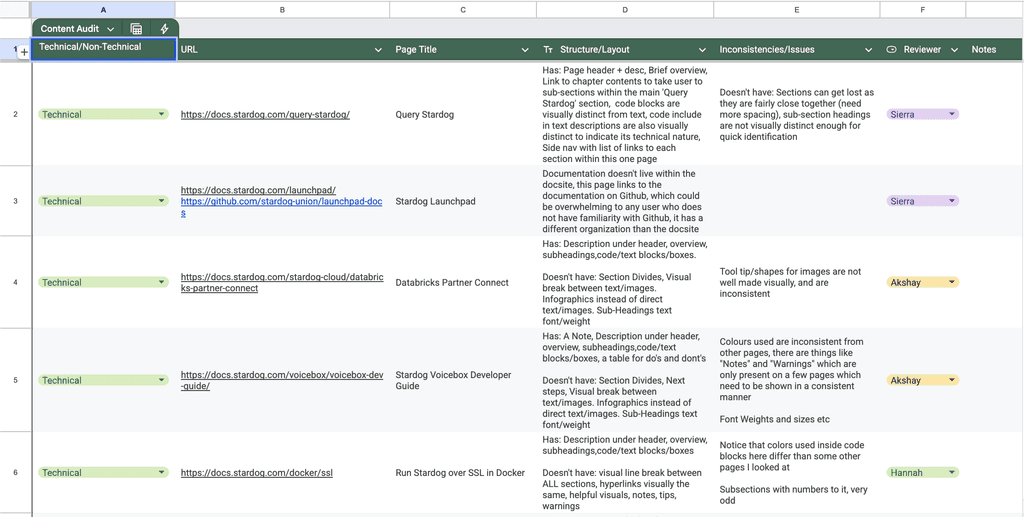 A B C D E F
Content Audit
1 Technical/Non-Technical URL Page Title Tт Structure/Layout Inconsistencies/Issues Reviewer Notes
2
Technical
https://docs.stardog.com/query-stardog/
Query Stardog
Has: Page header + desc, Brief overview,
Link to chapter contents to take user to
sub-sections within the main 'Query
Stardog' section, code blocks are
visually distinct from text, code include
in text descriptions are also visually
distinct to indicate its technical nature,
Side nav with list of links to each
section within this one page
Doesn't have: Sections can get lost as
they are fairly close together (need
more spacing), sub-section headings
are not visually distinct enough for
quick identification
Sierra
3
Technical
https://docs.stardog.com/launchpad/
https://github.com/stardog-union/launchpad-doc
s
Stardog Launchpad
Documentation doesn't live within the
docsite, this page links to the
documentation on Github, which could
be overwhelming to any user who does
not have familiarity with Github, it has a
different organization than the docsite
Sierra
4
Technical
https://docs.stardog.com/stardog-cloud/databric
ks-partner-connect
Databricks Partner Connect
Has: Description under header, overview,
subheadings,code/text blocks/boxes.
Doesn't have: Section Divides, Visual
break between text/images.
Infographics instead of direct
text/images. Sub-Headings text
font/weight
Tool tip/shapes for images are not
well made visually, and are
inconsistent
Akshay
5
Technical
https://docs.stardog.com/voicebox/voicebox-dev
-guide/
Stardog Voicebox Developer
Guide
Has: A Note, Description under header,
overview, subheadings,code/text
blocks/boxes, a table for do's and dont's
Doesn't have: Section Divides, Next
steps, Visual break between
text/images. Infographics instead of
direct text/images. Sub-Headings text
font/weight
Colours used are inconsistent from
other pages, there are things like
"Notes" and "Warnings" which are
only present on a few pages which
need to be shown in a consistent
manner
Font Weights and sizes etc
Akshay
6
Technical
https://docs.stardog.com/docker/ssl
Run Stardog over SSL in Docker
Has: Description under header, overview,
subheadings,code/text blocks/boxes
Doesn't have: visual line break between
ALL sections, hyperlinks visually the
same, helpful visuals, notes, tips,
warnings
Notice that colors used inside code
blocks here differ than some other
pages I looked at
Subsections with numbers to it, very
odd
Hannah